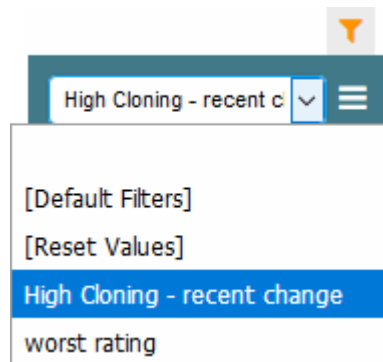 High Cloning - recent c
[Default Filters]
[Reset Values]
High Cloning - recent change
worst rating